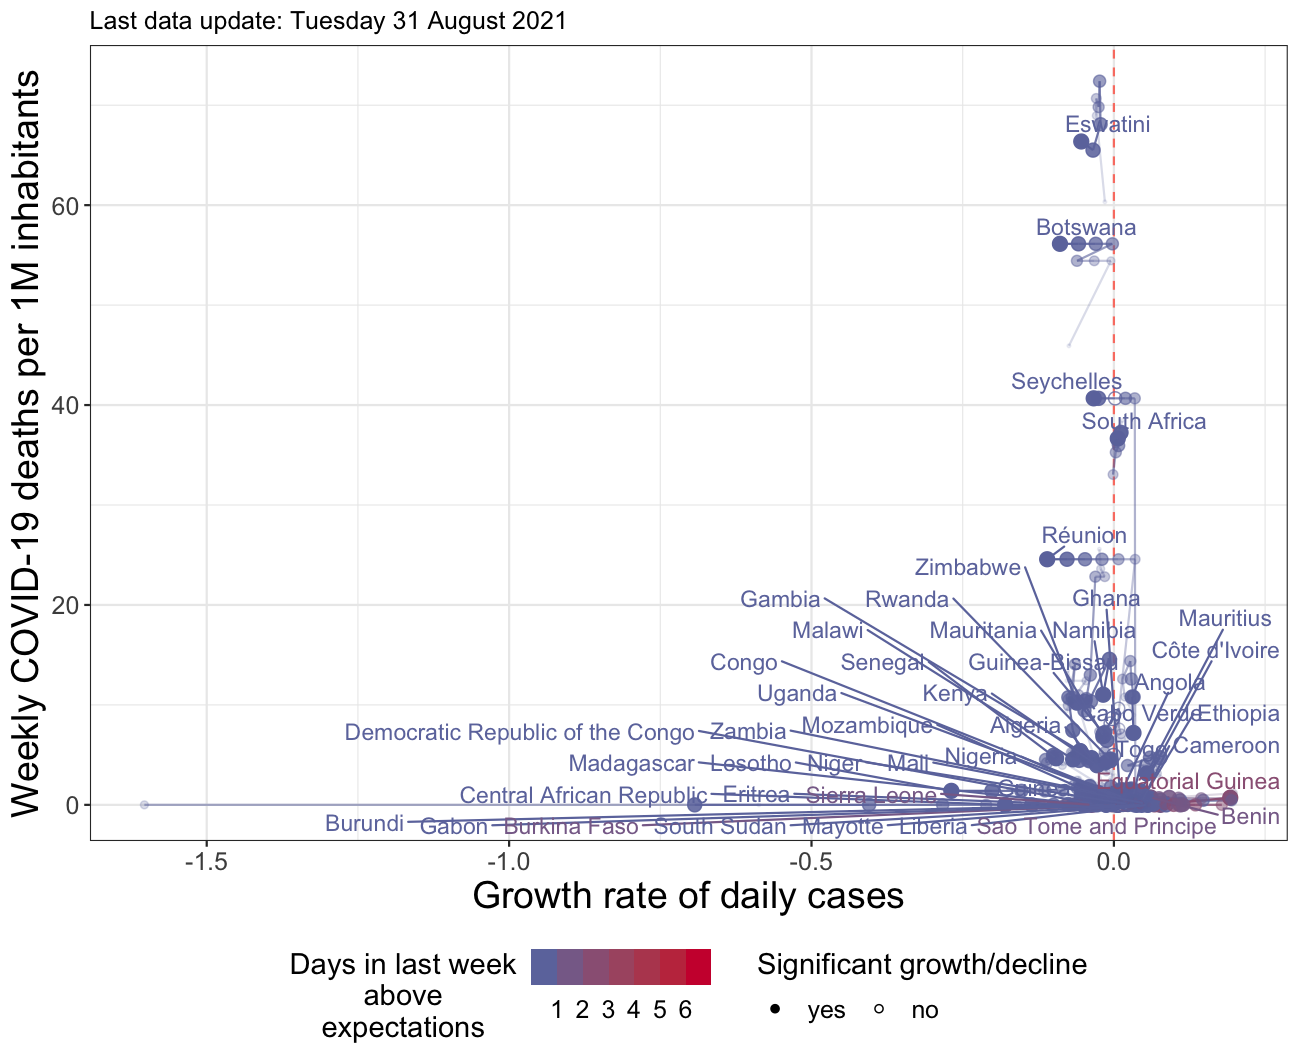 Last data update: Tuesday 31 August 2021
Weekly COVID-19 deaths per 1M inhabitants
60
40
20
0
Eswatini
Botswana
Seychelles
South Africa
Réunion
Zimbabwe
Gambia
Rwanda
Ghana
Mauritius
Malawi
Mauritania
Namibia
Côte d'Ivoire
Congo
Senegal
Guinea-Bissau
Angola
Uganda
Kenya
Cabo Verde
Ethiopia
Democratic Republic of the Congo
Zambia
Mozambique
Algeria
Togo
Cameroon
Madagascar
Losotho
Niger
Mali
Nigeria
Equatorial Guinea
Central African Republic
Eritrea
Sierra Leone
Guinea
Benin
Burundi
Gabon
Burkina Faso
South Sudan
Mayotte
Liberia
Sao Tome and Principe
-1.5
-1.0
-0.5
0.0
Growth rate of daily cases
Days in last week
above
expectations
1 2 3 4 5 6
Significant growth/decline
yes
no